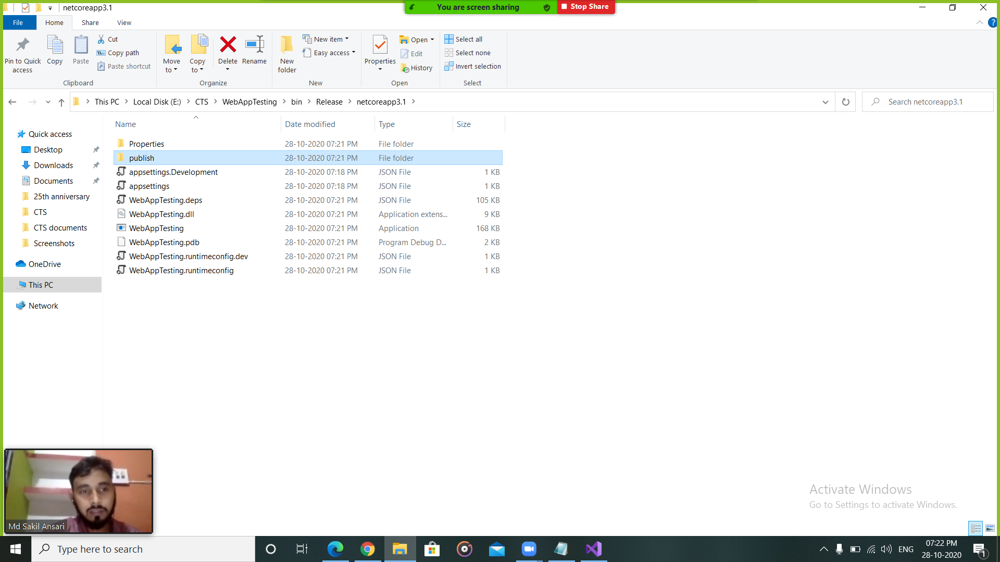 netcoreapp3.1
You are screen sharing
Stop Share
File
Home
Share
View
Pin to Quick access
Copy
Paste
Cut
Copy path
Paste shortcut
Clipboard
Move to
Copy to
Delete
Rename
Organize
New folder
New item
Easy access
New
Properties
Open
Edit
History
Open
Select all
Select none
Invert selection
Select
This PC
Local Disk (E:)
CTS
WebAppTesting
bin
Release
netcoreapp3.1
Search netcoreapp3.1
Quick access
Desktop
Downloads
Documents
25th anniversary
CTS
CTS documents
Screenshots
OneDrive
This PC
Network
Name Date modified Type Size
Properties 28-10-2020 07:21 PM File folder
publish 28-10-2020 07:21 PM File folder
appsettings.Development 28-10-2020 07:18 PM JSON File 1 KB
appsettings 28-10-2020 07:18 PM JSON File 1 KB
WebAppTesting.deps 28-10-2020 07:21 PM JSON File 105 KB
WebAppTesting.dll 28-10-2020 07:21 PM Application extens... 9 KB
WebAppTesting 28-10-2020 07:21 PM Application 168 KB
WebAppTesting.pdb 28-10-2020 07:21 PM Program Debug D... 2 KB
WebAppTesting.runtimeconfig.dev 28-10-2020 07:21 PM JSON File 1 KB
WebAppTesting.runtimeconfig 28-10-2020 07:21 PM JSON File 1 KB
Activate Windows
Go to Settings to activate Windows.
Md Sakil Ansari
Type here to search
ENG
07:22 PM
28-10-2020
1